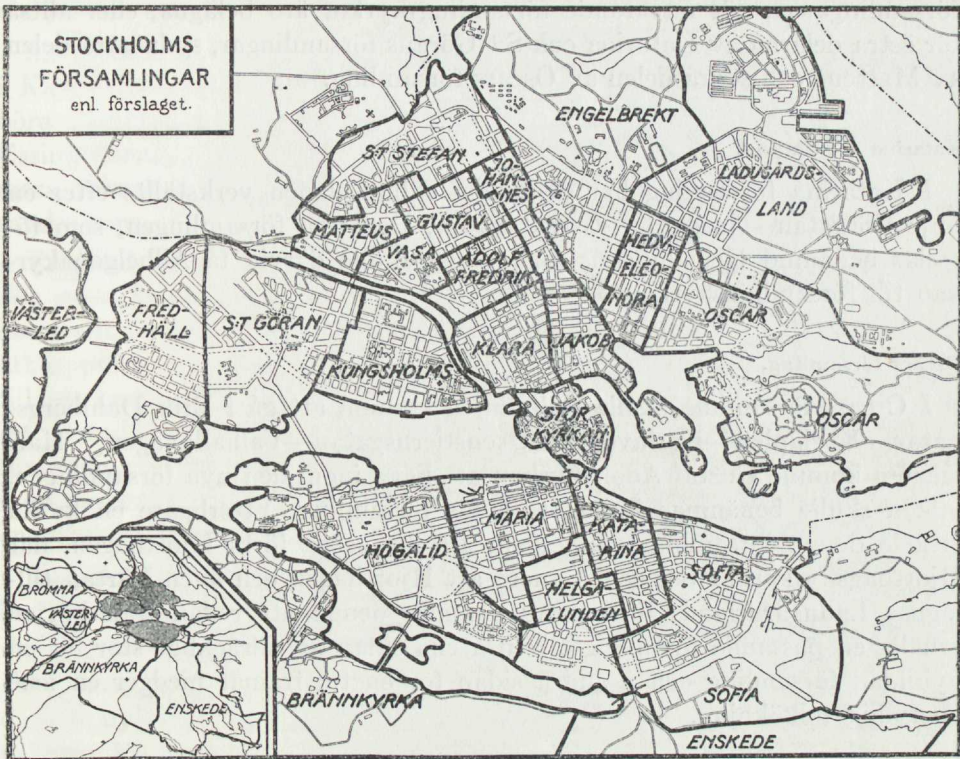 STOCKHOLMS
FÖRSAMLINGAR
enl. förslaget.
ENGELBREKT
S:T STEFAN
JO-
HAN-
NES
LADUGÅRDS-
LAND
MATTEUS
GUSTAV
VASA
ADOLF
FREDRIK
HEDV.
ELEO-
NORA
OSCAR
VÄSTER-
LED
FRED-
HÄLL
S:T GÖRAN
KUNGSHOLMS
KLARA
JAKOB
STOR
KYRKAN
OSCAR
HÖGALID
MARIA
KATA-
RINA
HELGA-
LUNDEN
SOFIA
BROMMA
VÄSTER-
LED
BRÄNNKYRKA
ENSKEDE
BRÄNNKYRKA
SOFIA
ENSKEDE